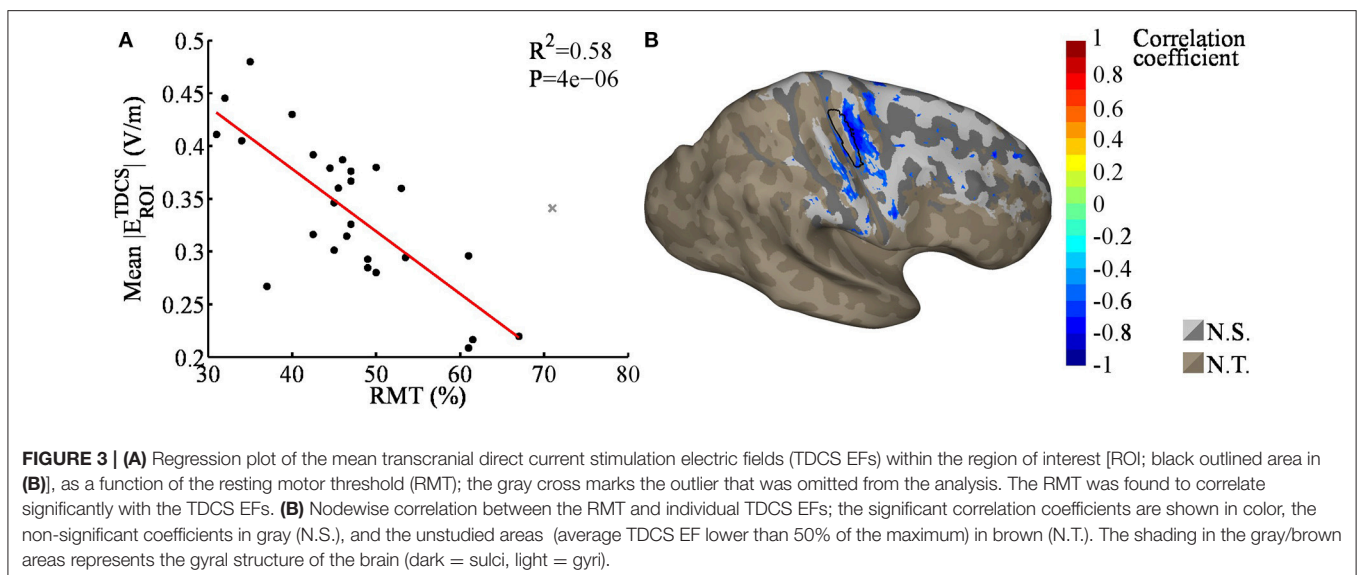 A
B
0.5
0.45
0.4
0.35
0.3
0.25
0.2
Mean |E^TDCS_ROI| (V/m)
R²=0.58
P=4e−06
30 40 50 60 70 80
RMT (%)
1
0.8
0.6
0.4
0.2
0
-0.2
-0.4
-0.6
-0.8
-1
Correlation
coefficient
N.S.
N.T.
FIGURE 3 | (A) Regression plot of the mean transcranial direct current stimulation electric fields (TDCS EFs) within the region of interest [ROI; black outlined area in
(B)], as a function of the resting motor threshold (RMT); the gray cross marks the outlier that was omitted from the analysis. The RMT was found to correlate
significantly with the TDCS EFs. (B) Nodewise correlation between the RMT and individual TDCS EFs; the significant correlation coefficients are shown in color, the
non-significant coefficients in gray (N.S.), and the unstudied areas (average TDCS EF lower than 50% of the maximum) in brown (N.T.). The shading in the gray/brown
areas represents the gyral structure of the brain (dark = sulci, light = gyri).